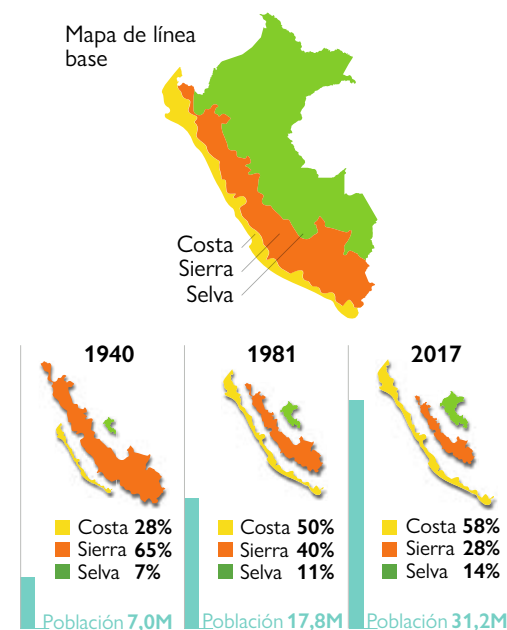 Mapa de línea
base
Costa
Sierra
Selva
1940
Costa 28%
Sierra 65%
Selva 7%
Población 7,0M
1981
Costa 50%
Sierra 40%
Selva 11%
Población 17,8M
2017
Costa 58%
Sierra 28%
Selva 14%
Población 31,2M